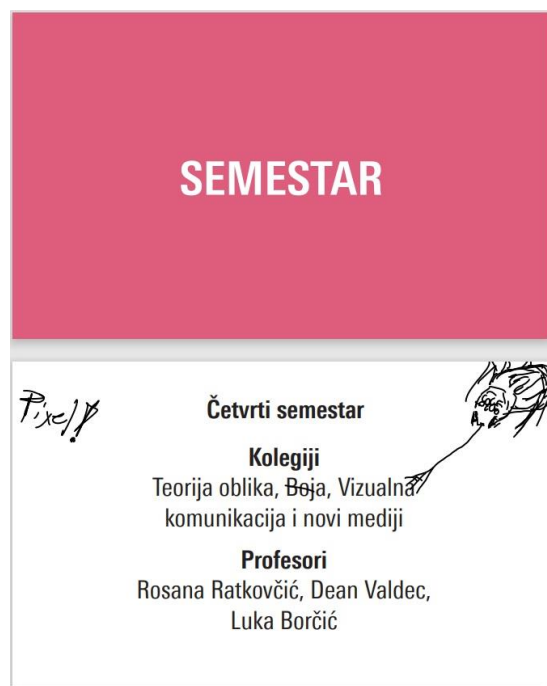 SEMESTAR
Pixel!
Četvrti semestar
Kolegiji
Teorija oblika, Boja, Vizualna
komunikacija i novi mediji
Profesori
Rosana Ratkovčić, Dean Valdec,
Luka Borčić